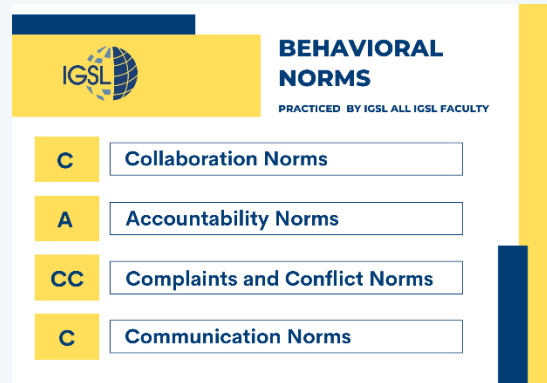 IGSL
BEHAVIORAL
NORMS
PRACTICED BY IGSL ALL IGSL FACULTY
C
Collaboration Norms
A
Accountability Norms
CC
Complaints and Conflict Norms
C
Communication Norms